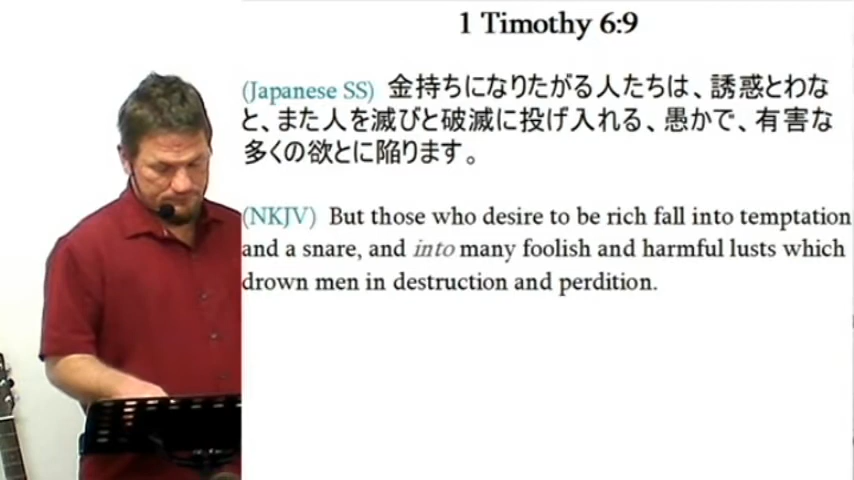 1 Timothy 6:9
(Japanese SS) 金持ちになりたがる人たちは、誘惑とわな
と、また人を滅びと破滅に投げ入れる、愚かで、有害な
多くの欲とに陥ります。
(NKJV) But those who desire to be rich fall into temptation
and a snare, and into many foolish and harmful lusts which
drown men in destruction and perdition.